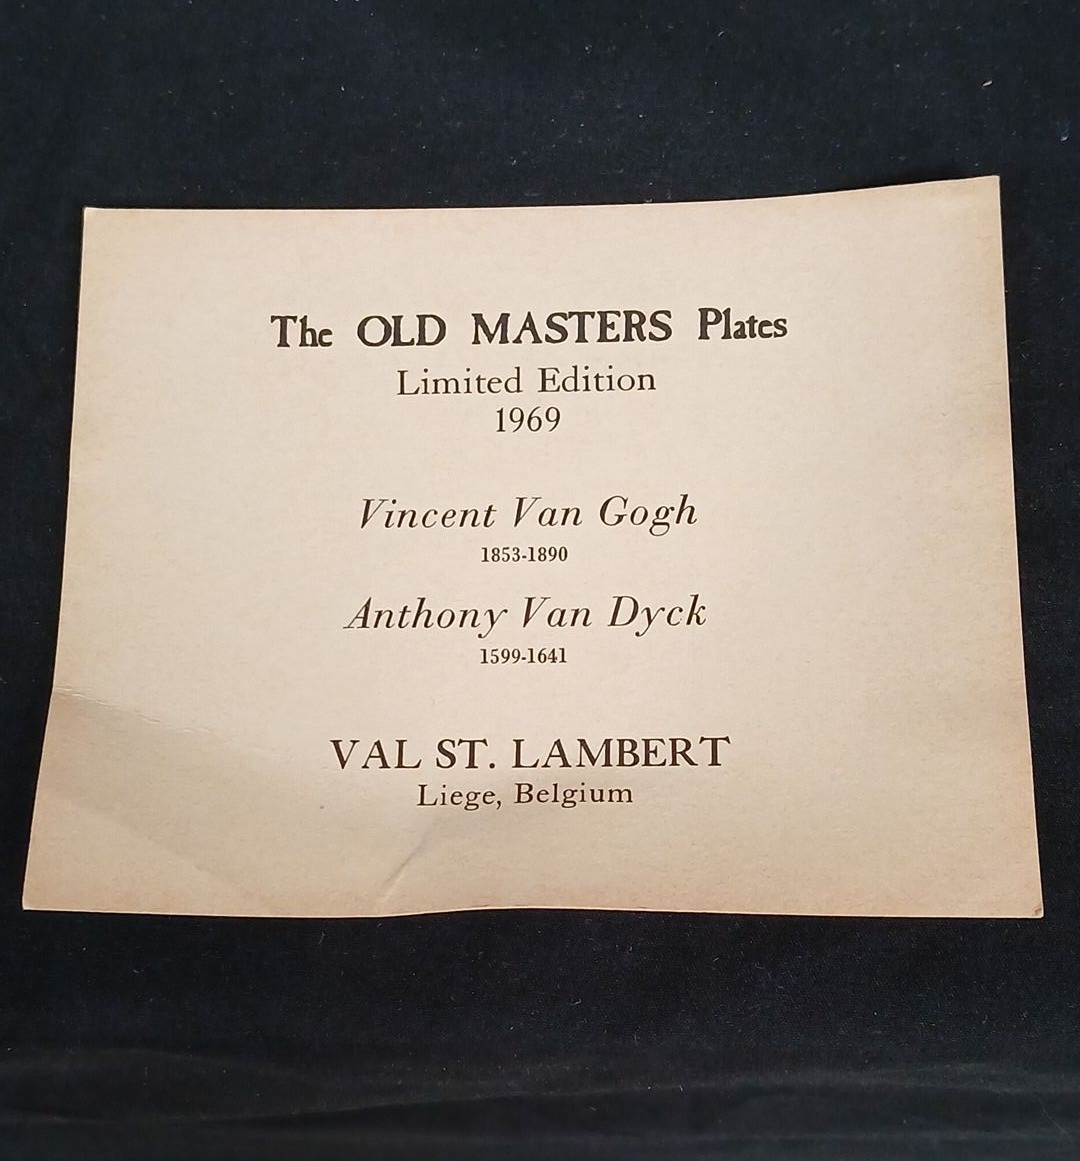 The OLD MASTERS Plates
Limited Edition
1969
Vincent Van Gogh
1853-1890
Anthony Van Dyck
1599-1641
VAL ST. LAMBERT
Liege, Belgium